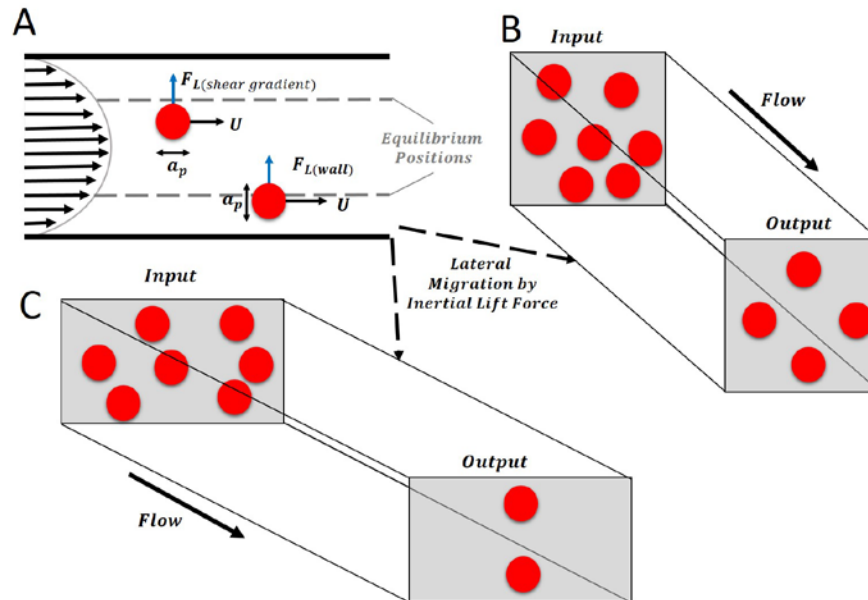 A
F_L(shear gradient)
U
a_p
F_L(wall)
a_p
U
Equilibrium
Positions
B
Input
Flow
Output
Lateral
Migration by
Inertial Lift Force
C
Input
Flow
Output